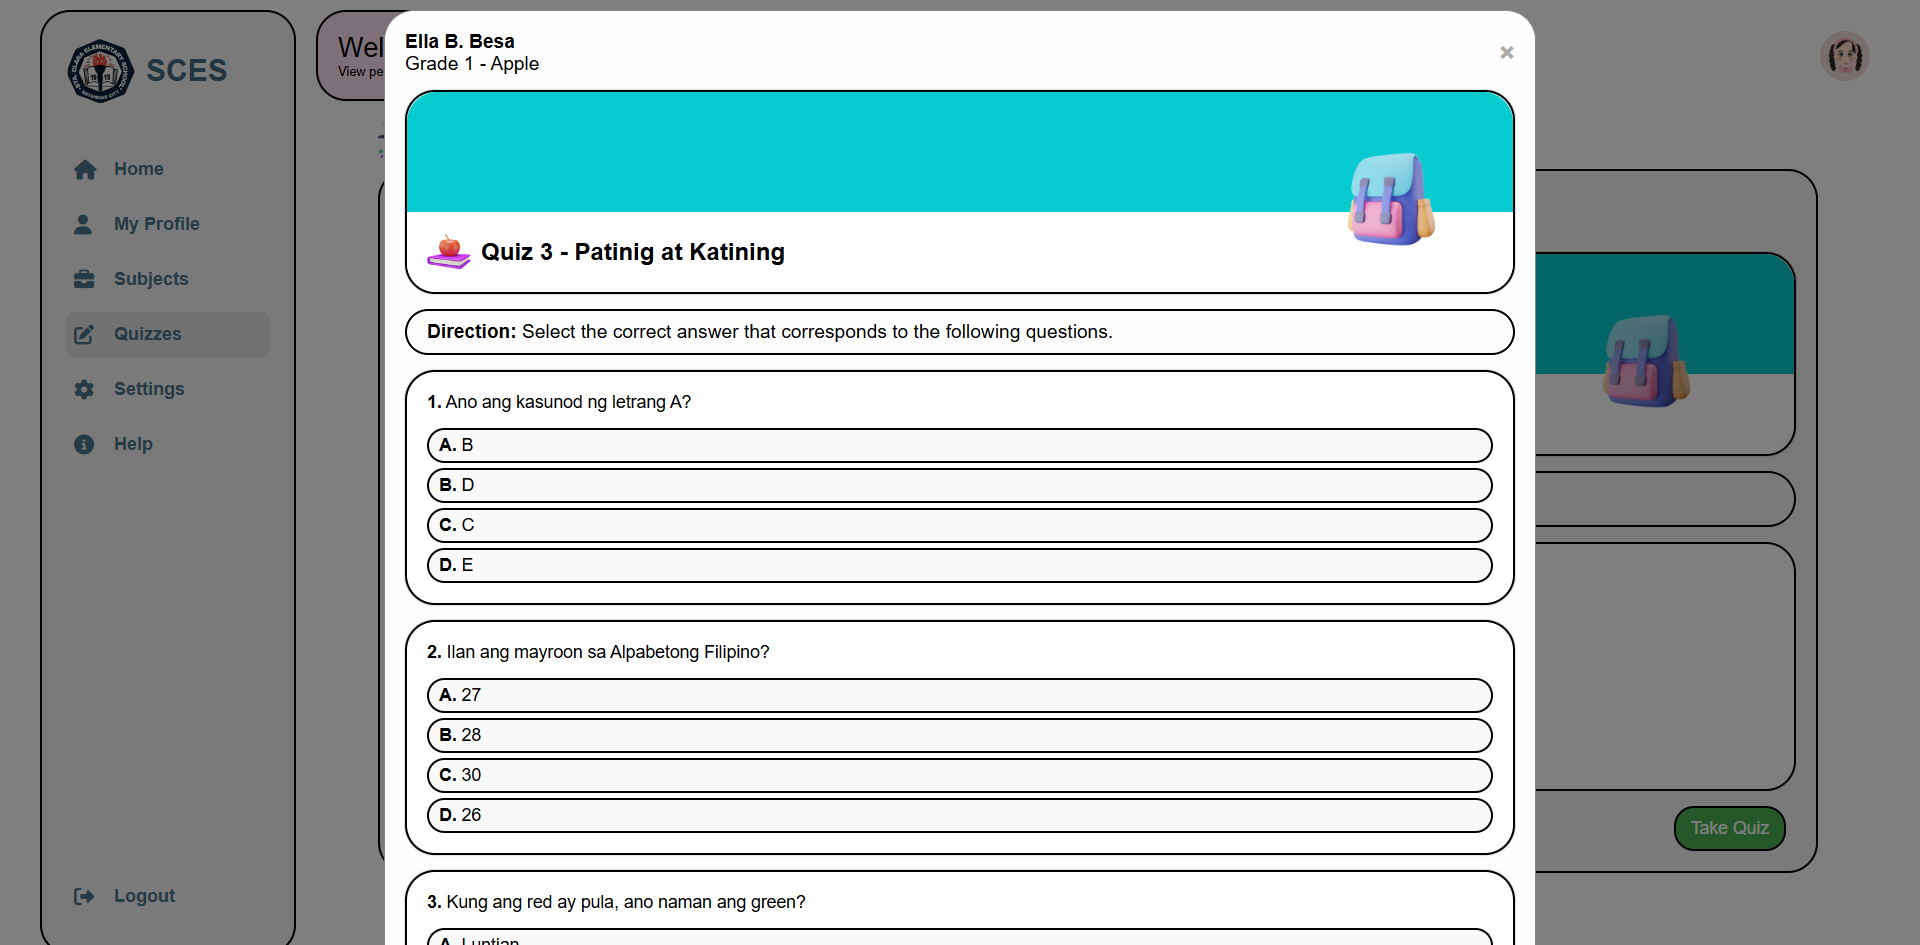 SCES
Home
My Profile
Subjects
Quizzes
Settings
Help
Logout
Wel
View pe
Ella B. Besa
Grade 1 - Apple
×
Quiz 3 - Patinig at Katining
Direction: Select the correct answer that corresponds to the following questions.
1. Ano ang kasunod ng letrang A?
A. B
B. D
C. C
D. E
2. Ilan ang mayroon sa Alpabetong Filipino?
A. 27
B. 28
C. 30
D. 26
3. Kung ang red ay pula, ano naman ang green?
A. Luntian
Take Quiz